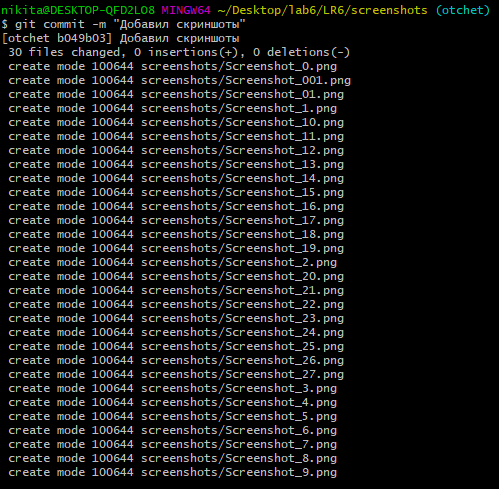 nikita@DESKTOP-QFD2LO8 MINGW64 ~/Desktop/lab6/LR6/screenshots (otchet)
$ git commit -m "Добавил скриншоты"
[otchet b049b03] Добавил скриншоты
 30 files changed, 0 insertions(+), 0 deletions(-)
 create mode 100644 screenshots/Screenshot_0.png
 create mode 100644 screenshots/Screenshot_001.png
 create mode 100644 screenshots/Screenshot_01.png
 create mode 100644 screenshots/Screenshot_1.png
 create mode 100644 screenshots/Screenshot_10.png
 create mode 100644 screenshots/Screenshot_11.png
 create mode 100644 screenshots/Screenshot_12.png
 create mode 100644 screenshots/Screenshot_13.png
 create mode 100644 screenshots/Screenshot_14.png
 create mode 100644 screenshots/Screenshot_15.png
 create mode 100644 screenshots/Screenshot_16.png
 create mode 100644 screenshots/Screenshot_17.png
 create mode 100644 screenshots/Screenshot_18.png
 create mode 100644 screenshots/Screenshot_19.png
 create mode 100644 screenshots/Screenshot_2.png
 create mode 100644 screenshots/Screenshot_20.png
 create mode 100644 screenshots/Screenshot_21.png
 create mode 100644 screenshots/Screenshot_22.png
 create mode 100644 screenshots/Screenshot_23.png
 create mode 100644 screenshots/Screenshot_24.png
 create mode 100644 screenshots/Screenshot_25.png
 create mode 100644 screenshots/Screenshot_26.png
 create mode 100644 screenshots/Screenshot_27.png
 create mode 100644 screenshots/Screenshot_3.png
 create mode 100644 screenshots/Screenshot_4.png
 create mode 100644 screenshots/Screenshot_5.png
 create mode 100644 screenshots/Screenshot_6.png
 create mode 100644 screenshots/Screenshot_7.png
 create mode 100644 screenshots/Screenshot_8.png
 create mode 100644 screenshots/Screenshot_9.png